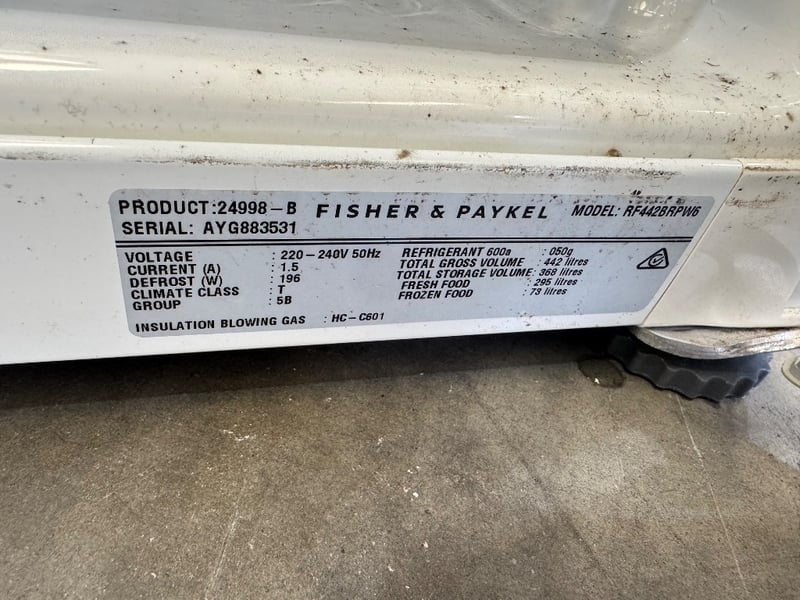 PRODUCT:24998-B FISHER & PAYKEL MODEL: RF442BRPW6
SERIAL: AYG883531
VOLTAGE : 220-240V 50Hz
CURRENT (A) : 1.5
DEFROST (W) : 196
CLIMATE CLASS : T
GROUP : 5B
REFRIGERANT 600a : 050g
TOTAL GROSS VOLUME : 442 litres
TOTAL STORAGE VOLUME: 368 litres
FRESH FOOD : 295 litres
FROZEN FOOD : 73 litres
INSULATION BLOWING GAS : HC-C601